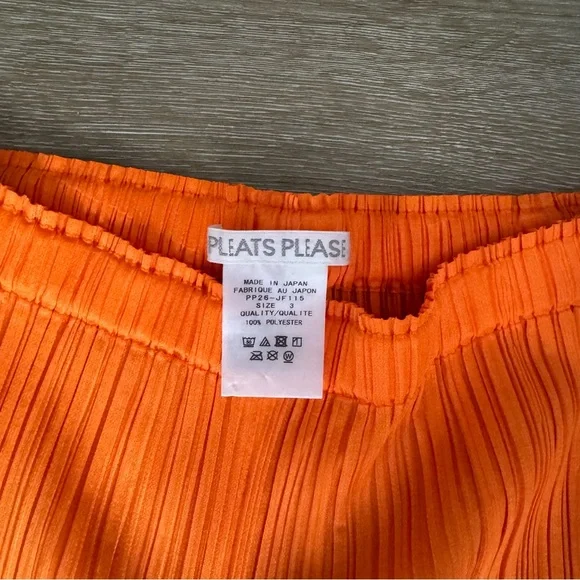 PLEATS PLEASE
MADE IN JAPAN
FABRIQUE AU JAPON
PP26-JF115
SIZE 3
QUALITY/QUALITE
100% POLYESTER